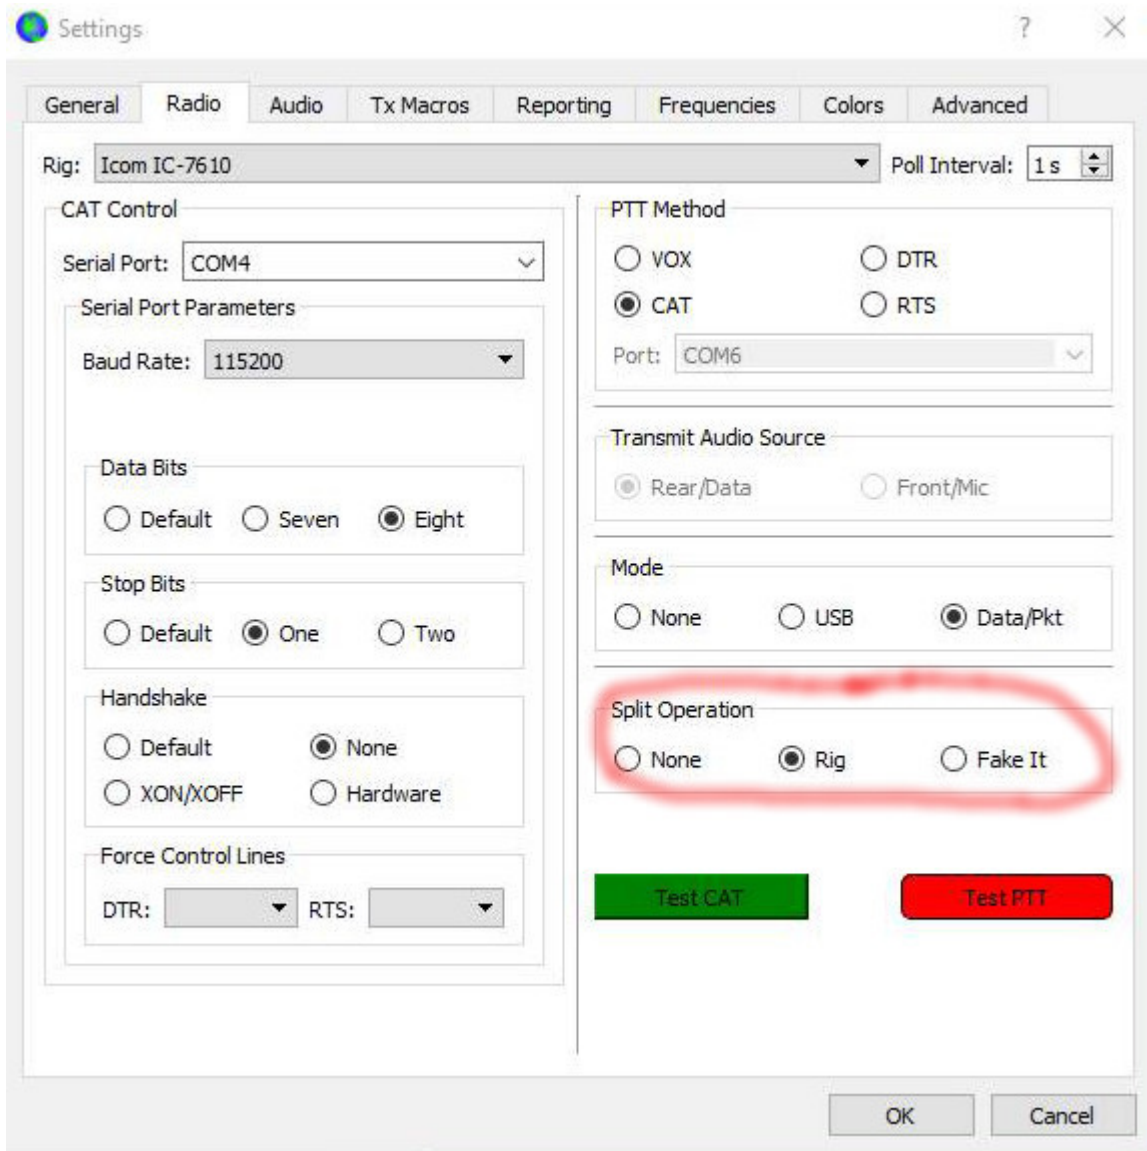 Settings
?
General Radio Audio Tx Macros Reporting Frequencies Colors Advanced
Rig: Icom IC-7610 Poll Interval: 1 s
CAT Control
Serial Port: COM4
Serial Port Parameters
Baud Rate: 115200
Data Bits
Default Seven Eight
Stop Bits
Default One Two
Handshake
Default None
XON/XOFF Hardware
Force Control Lines
DTR: RTS:
PTT Method
VOX DTR
CAT RTS
Port: COM6
Transmit Audio Source
Rear/Data Front/Mic
Mode
None USB Data/Pkt
Split Operation
None Rig Fake It
Test CAT Test PTT
OK Cancel